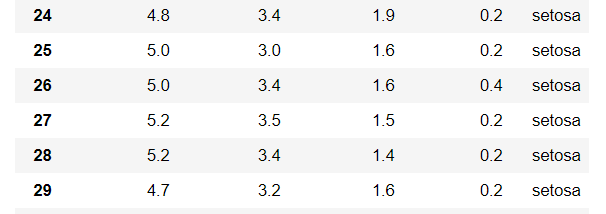 24 4.8 3.4 1.9 0.2 setosa
25 5.0 3.0 1.6 0.2 setosa
26 5.0 3.4 1.6 0.4 setosa
27 5.2 3.5 1.5 0.2 setosa
28 5.2 3.4 1.4 0.2 setosa
29 4.7 3.2 1.6 0.2 setosa